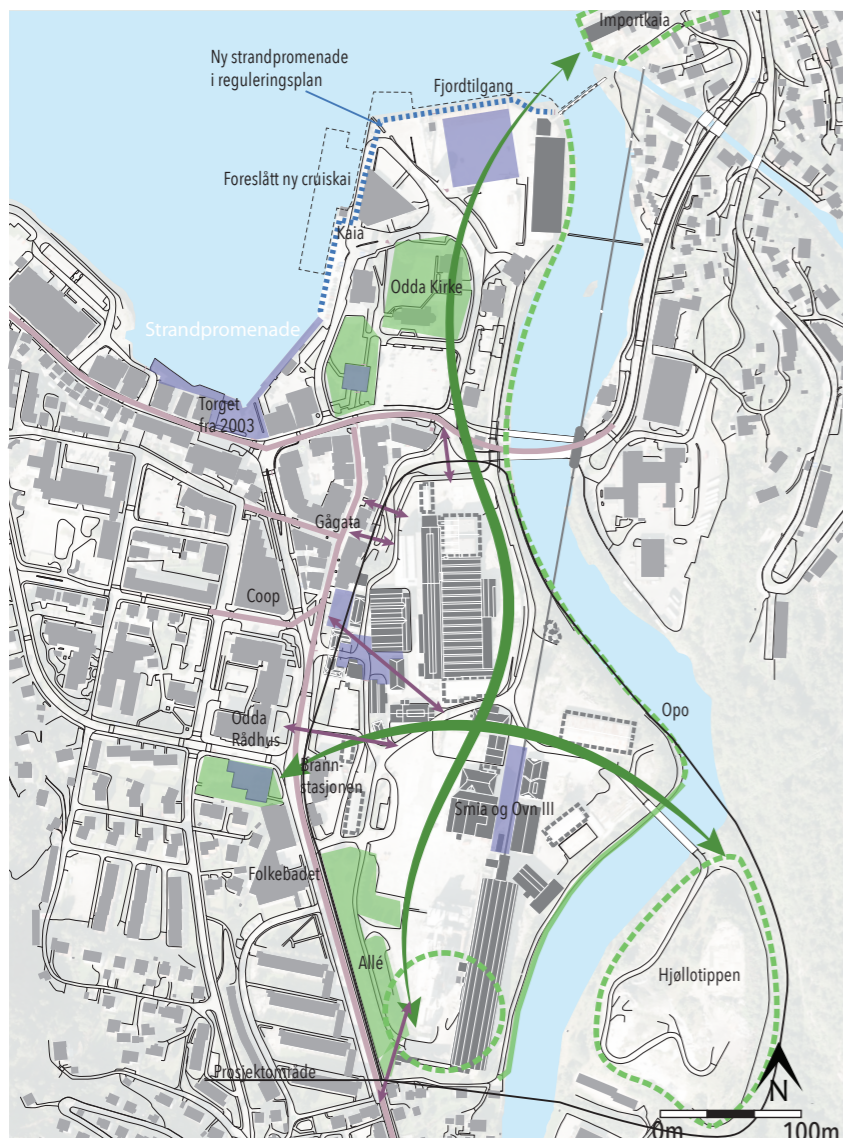 Importkaia
Ny strandpromenade
i reguleringsplan
Fjordtilgang
Foreslått ny cruiskai
Kaia
Odda Kirke
Strandpromenade
Torget
fra 2003
Gågata
Coop
Opo
Odda
Rådhus
Brann-
stasjonen
Smia og Ovn III
Folkebadet
Allé
Hjøllotippen
Prosjektområde
N
0m
100m